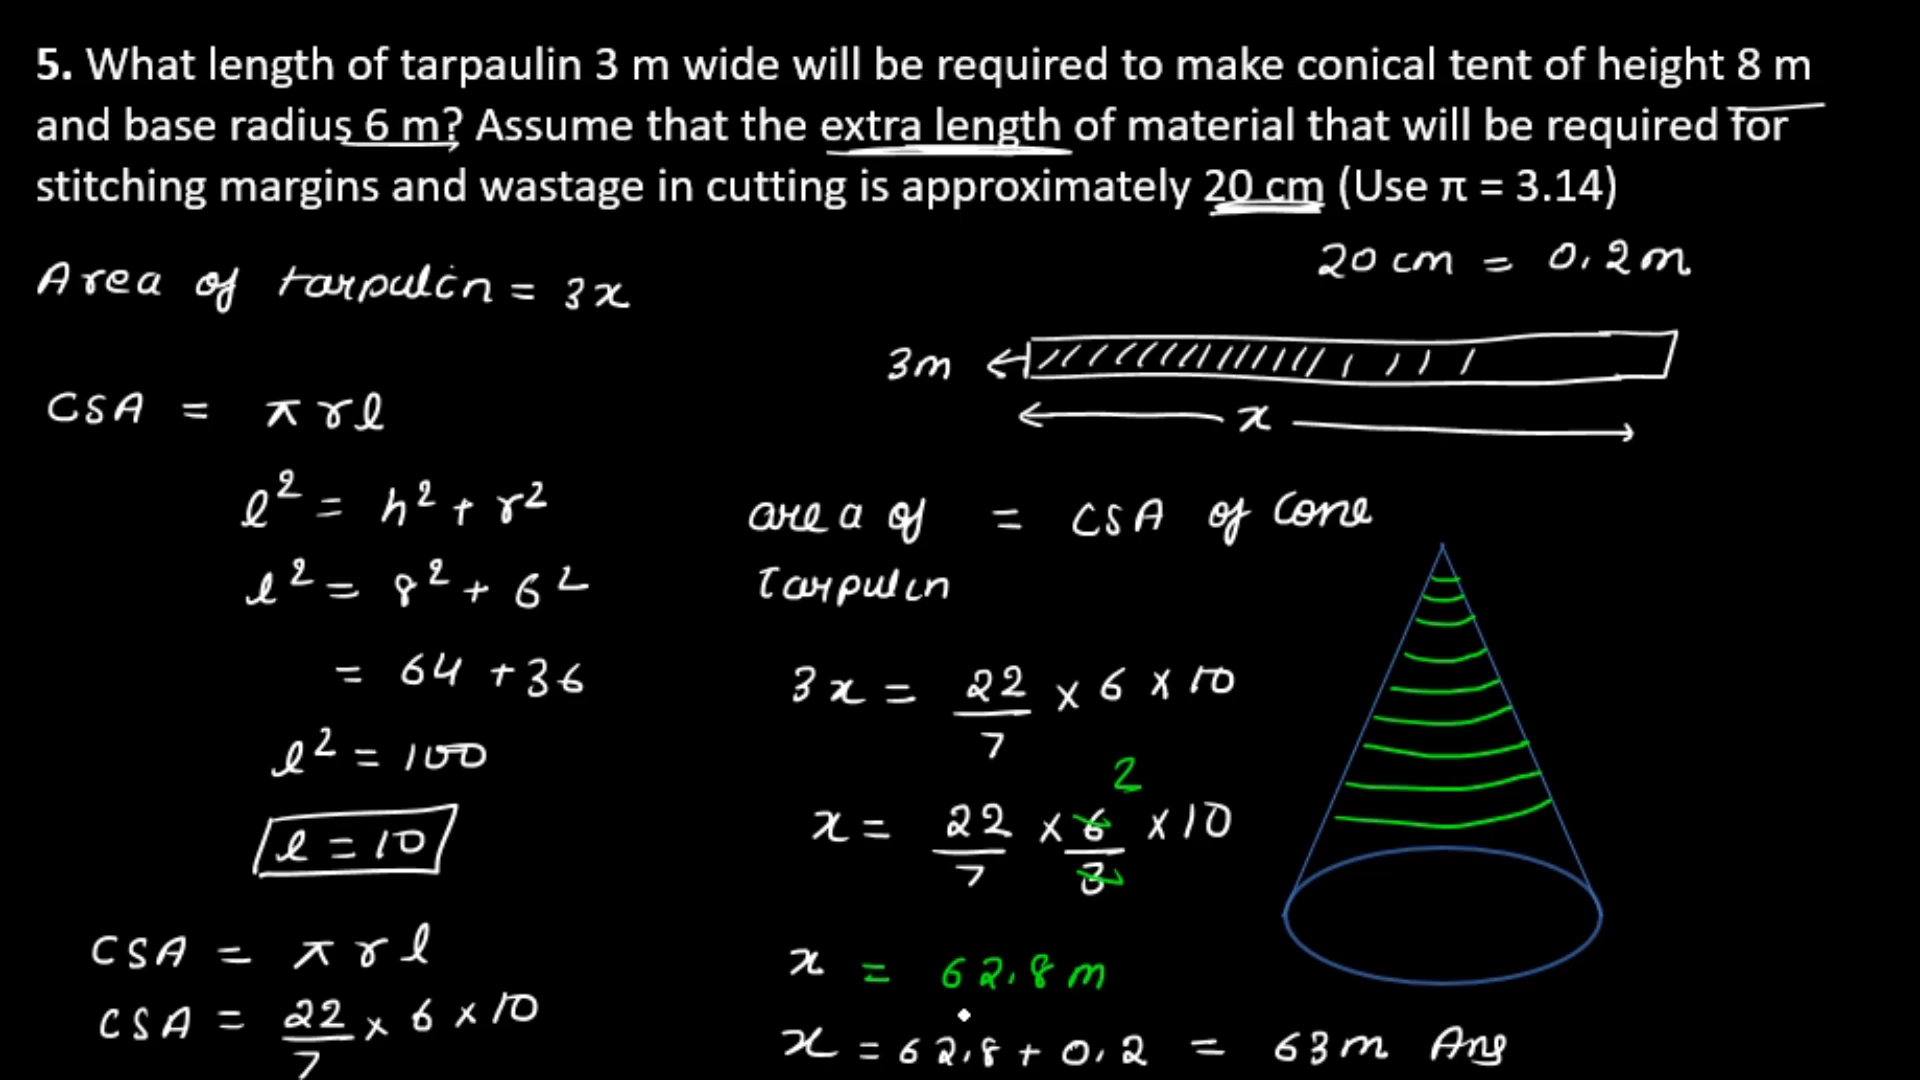 5. What length of tarpaulin 3 m wide will be required to make conical tent of height 8 m
and base radius 6 m? Assume that the extra length of material that will be required for
stitching margins and wastage in cutting is approximately 20 cm (Use π = 3.14)
20 cm = 0.2m
Area of tarpulin = 3x
3m
x
CSA = πrl
l² = h² + r²
l² = 8² + 6²
= 64 + 36
l² = 100
l = 10
CSA = πrl
CSA = 22/7 × 6 × 10
area of = CSA of Cone
Tarpulin
3x = 22/7 × 6 × 10
2
x = 22/7 × 6/3 × 10
x = 62.8 m
x = 62.8 + 0.2 = 63m Ans